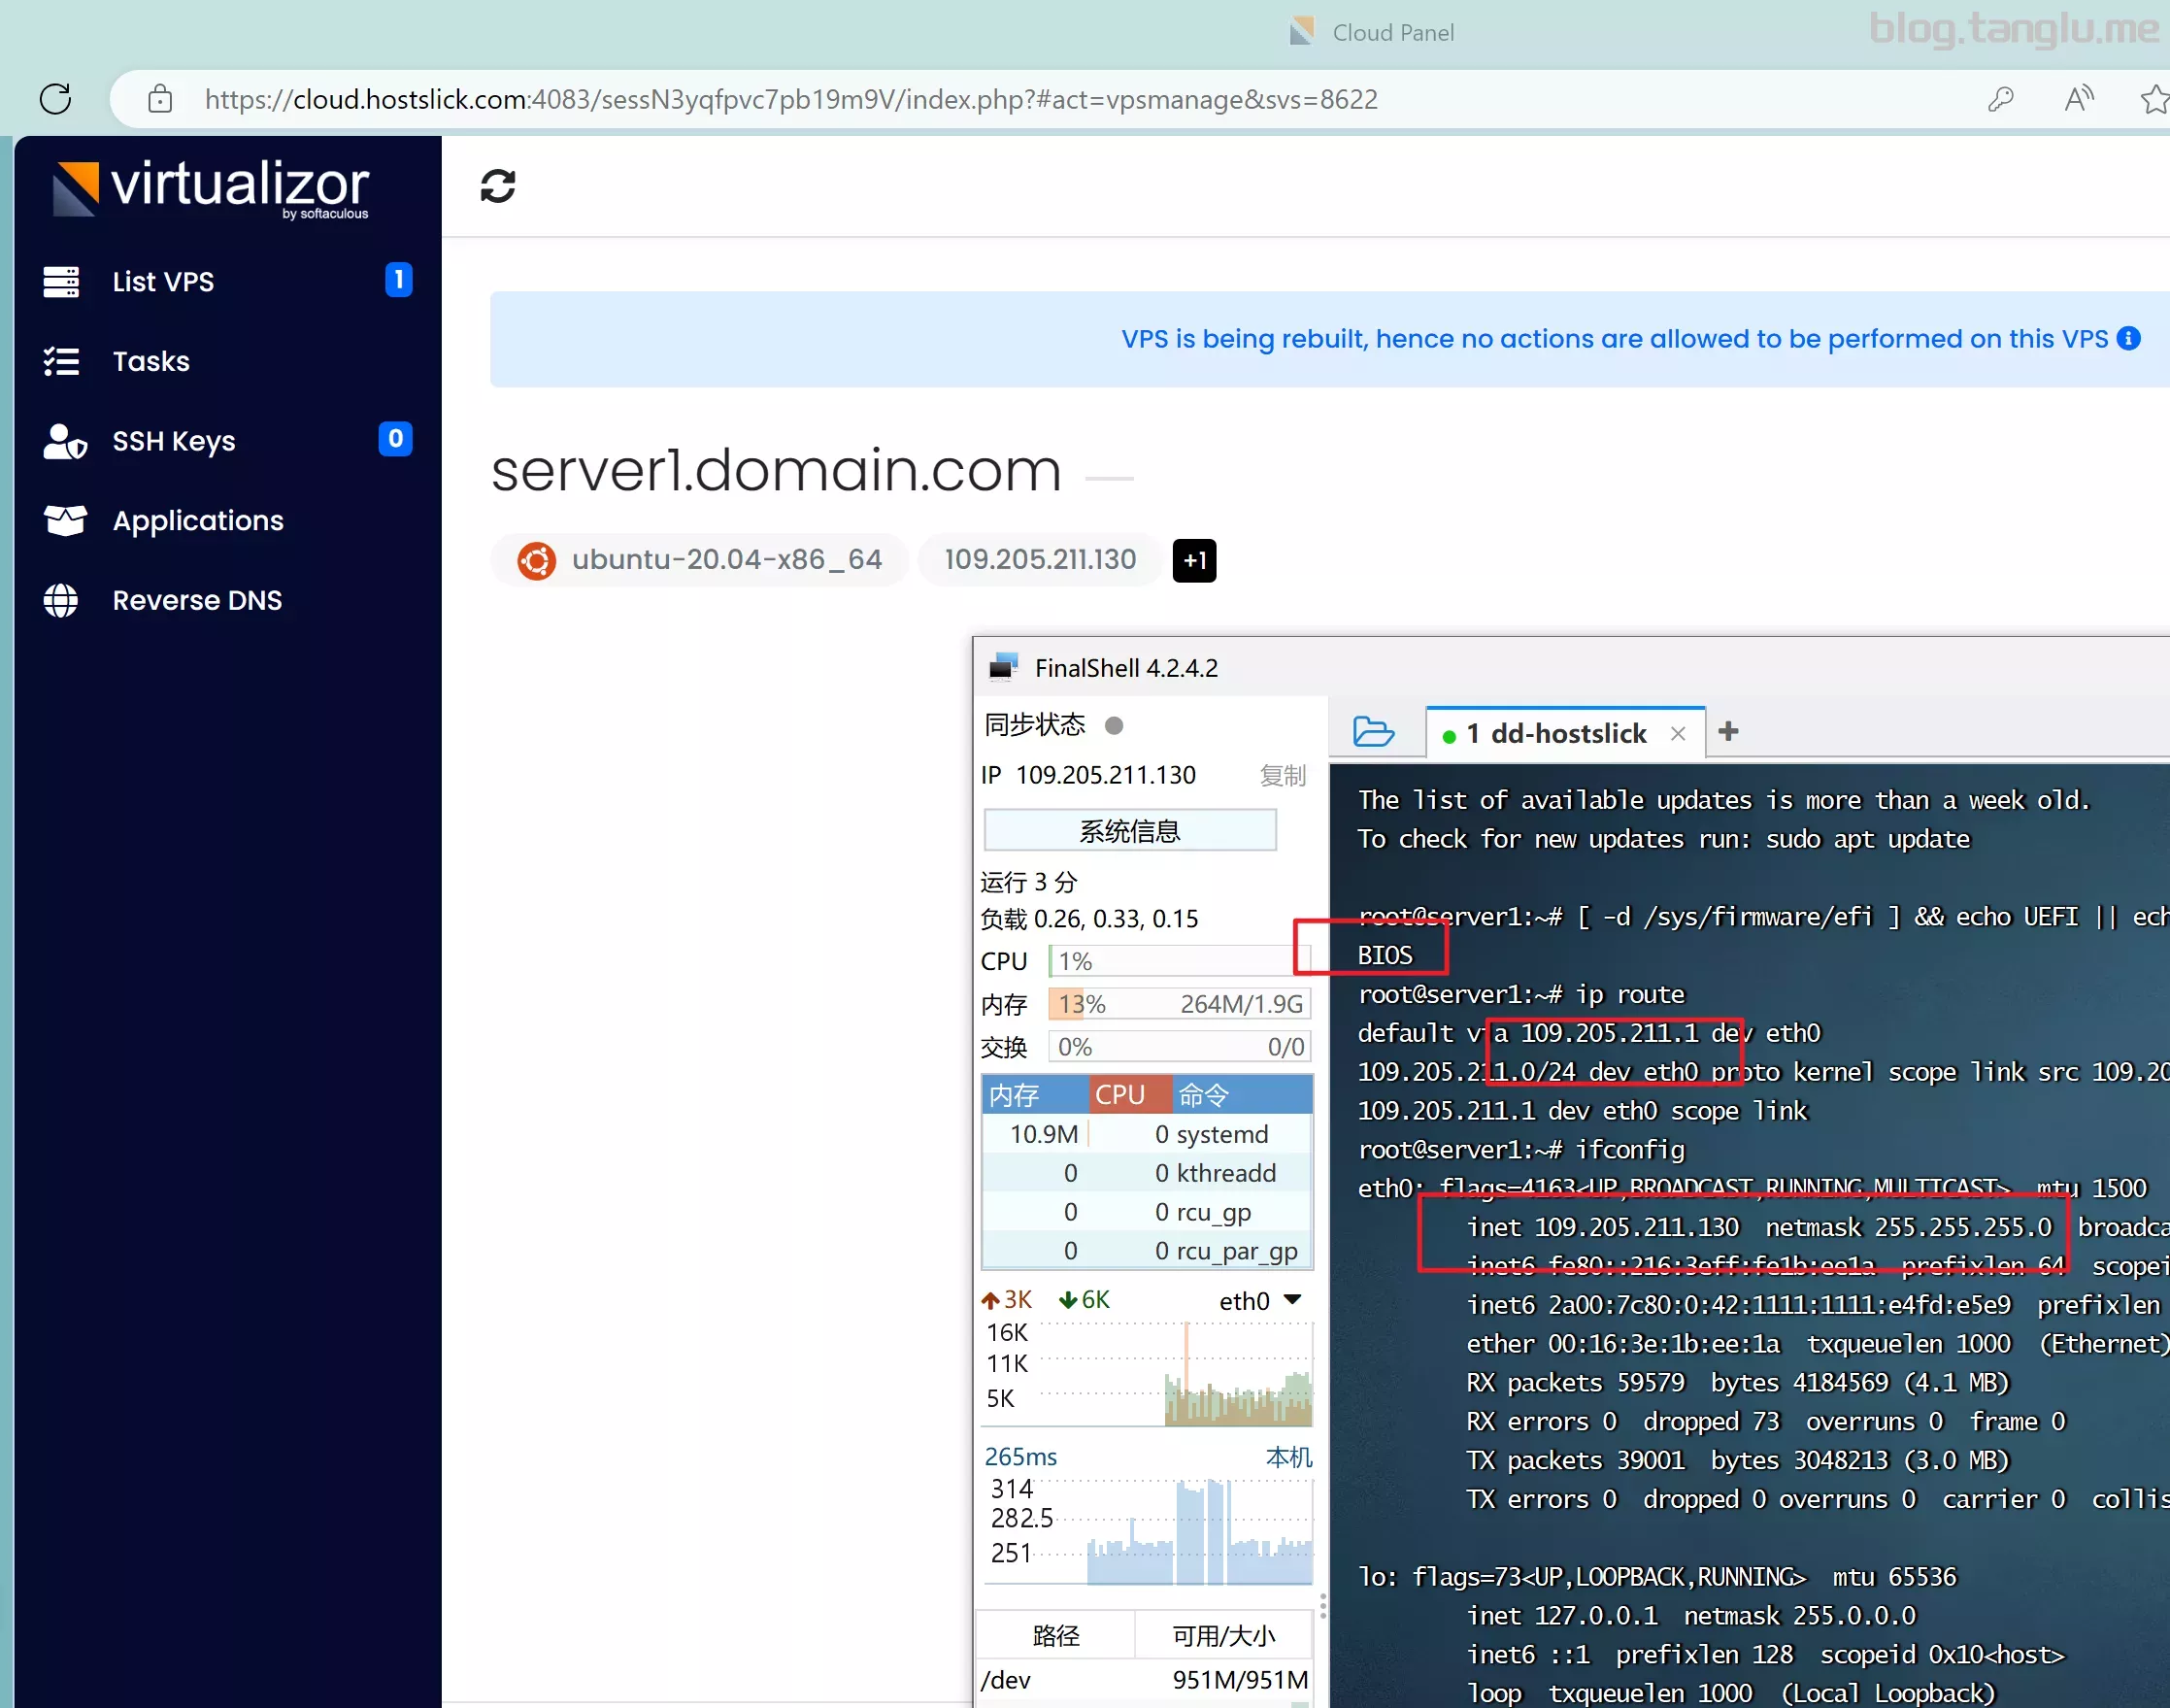 Cloud Panel
blog.tanglu.me
https://cloud.hostslick.com:4083/sessN3yqfpvc7pb19m9V/index.php?#act=vpsmanage&svs=8622
virtualizor
by softaculous
List VPS 1
Tasks
SSH Keys 0
Applications
Reverse DNS
VPS is being rebuilt, hence no actions are allowed to be performed on this VPS
server1.domain.com
ubuntu-20.04-x86_64 109.205.211.130 +1
FinalShell 4.2.4.2
同步状态
IP 109.205.211.130 复制
系统信息
运行 3 分
负载 0.26, 0.33, 0.15
CPU 1%
内存 13% 264M/1.9G
交换 0% 0/0
内存 CPU 命令
10.9M 0 systemd
0 0 kthreadd
0 0 rcu_gp
0 0 rcu_par_gp
3K 6K eth0
16K
11K
5K
265ms 本机
314
282.5
251
路径 可用/大小
/dev 951M/951M
1 dd-hostslick
The list of available updates is more than a week old.
To check for new updates run: sudo apt update
root@server1:~# [ -d /sys/firmware/efi ] && echo UEFI || ech
BIOS
root@server1:~# ip route
default via 109.205.211.1 dev eth0
109.205.211.0/24 dev eth0 proto kernel scope link src 109.20
109.205.211.1 dev eth0 scope link
root@server1:~# ifconfig
eth0: flags=4163<UP,BROADCAST,RUNNING,MULTICAST> mtu 1500
inet 109.205.211.130 netmask 255.255.255.0 broadca
inet6 fe80::216:3eff:fe1b:ee1a prefixlen 64 scopei
inet6 2a00:7c80:0:42:1111:1111:e4fd:e5e9 prefixlen
ether 00:16:3e:1b:ee:1a txqueuelen 1000 (Ethernet)
RX packets 59579 bytes 4184569 (4.1 MB)
RX errors 0 dropped 73 overruns 0 frame 0
TX packets 39001 bytes 3048213 (3.0 MB)
TX errors 0 dropped 0 overruns 0 carrier 0 collis
lo: flags=73<UP,LOOPBACK,RUNNING> mtu 65536
inet 127.0.0.1 netmask 255.0.0.0
inet6 ::1 prefixlen 128 scopeid 0x10<host>
loop txqueuelen 1000 (Local Loopback)